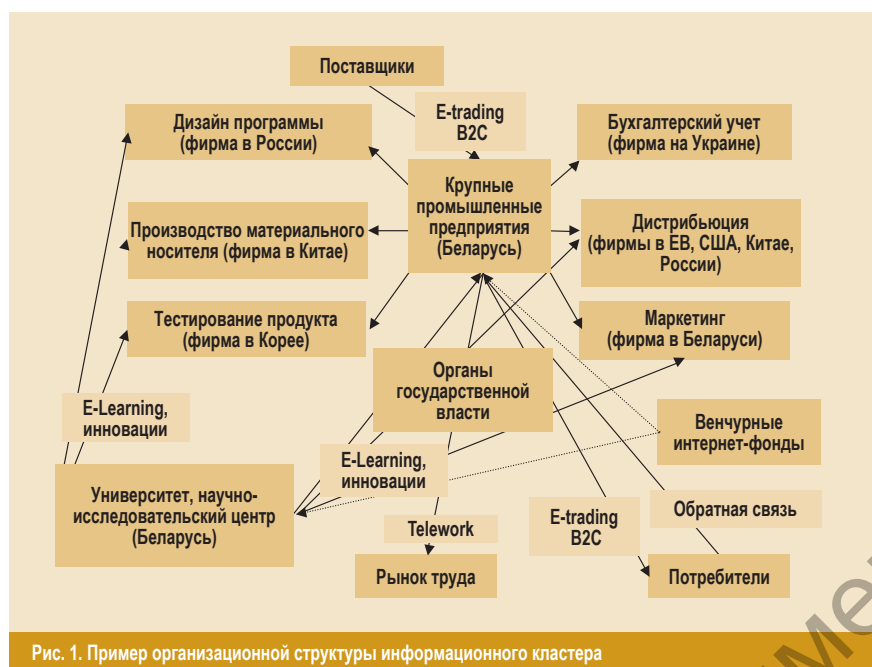 Поставщики
E-trading
B2C
Дизайн программы
(фирма в России)
Бухгалтерский учет
(фирма на Украине)
Крупные
промышленные
предприятия
(Беларусь)
Производство материального
носителя (фирма в Китае)
Дистрибьюция
(фирмы в ЕВ, США, Китае,
России)
Тестирование продукта
(фирма в Корее)
Маркетинг
(фирма в Беларуси)
Органы
государственной
власти
E-Learning,
инновации
Венчурные
интернет-фонды
E-Learning,
инновации
Университет, научно-
исследовательский центр
(Беларусь)
Telework
E-trading
B2C
Обратная связь
Рынок труда
Потребители
Рис. 1. Пример организационной структуры информационного кластера